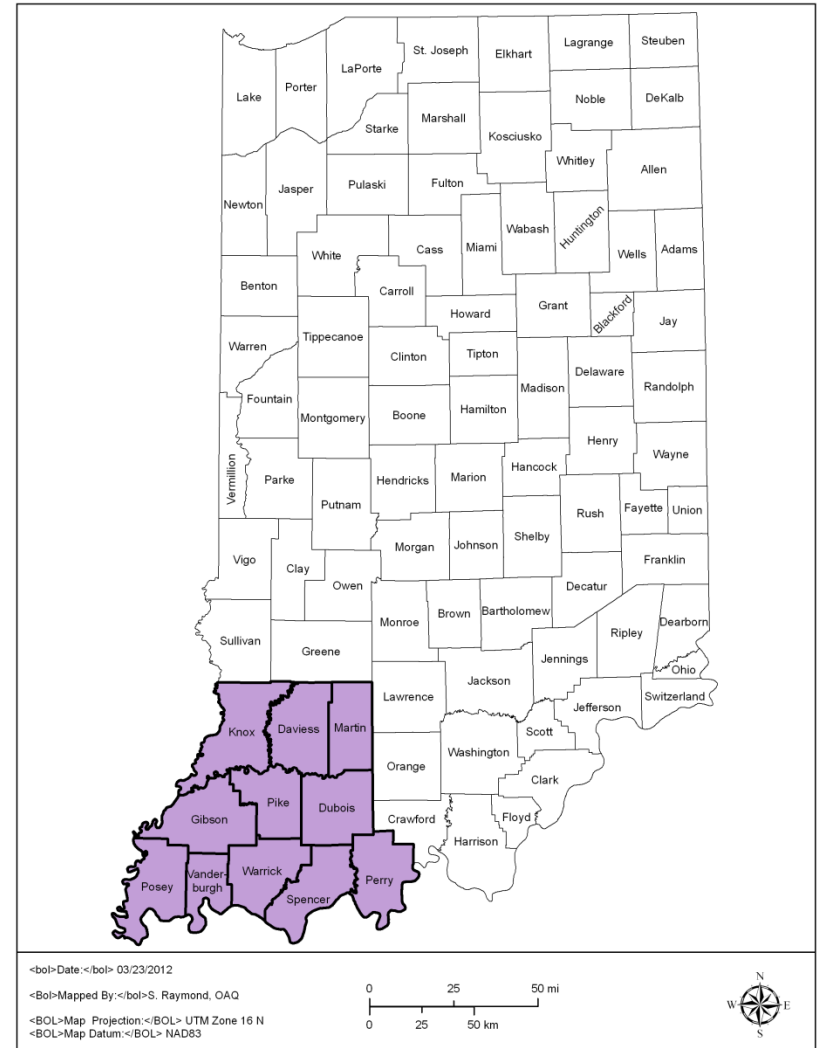 St. Joseph
Elkhart
Lagrange
Steuben
LaPorte
Porter
Lake
Noble
DeKalb
Marshall
Starke
Kosciusko
Whitley
Allen
Pulaski
Fulton
Jasper
Newton
Wabash
Huntington
Miami
Cass
White
Wells
Adams
Benton
Carroll
Grant
Howard
Blackford
Jay
Tippecanoe
Warren
Clinton
Tipton
Delaware
Madison
Randolph
Fountain
Montgomery
Boone
Hamilton
Henry
Wayne
Hancock
Vermillion
Parke
Hendricks
Marion
Putnam
Rush
Fayette
Union
Shelby
Morgan
Johnson
Vigo
Clay
Franklin
Owen
Decatur
Brown
Bartholomew
Monroe
Dearborn
Ripley
Sullivan
Greene
Jennings
Ohio
Jackson
Lawrence
Switzerland
Jefferson
Knox
Daviess
Martin
Scott
Washington
Orange
Clark
Pike
Dubois
Gibson
Crawford
Floyd
Harrison
Warrick
Perry
Posey
Vander-
burgh
Spencer
<bol>Date:</bol> 03/23/2012
<Bol>Mapped By:</bol>S. Raymond, OAQ
<BOL>Map Projection:</BOL> UTM Zone 16 N
<BOL>Map Datum:</BOL> NAD83
0 25 50 mi
0 25 50 km
N
W E
S